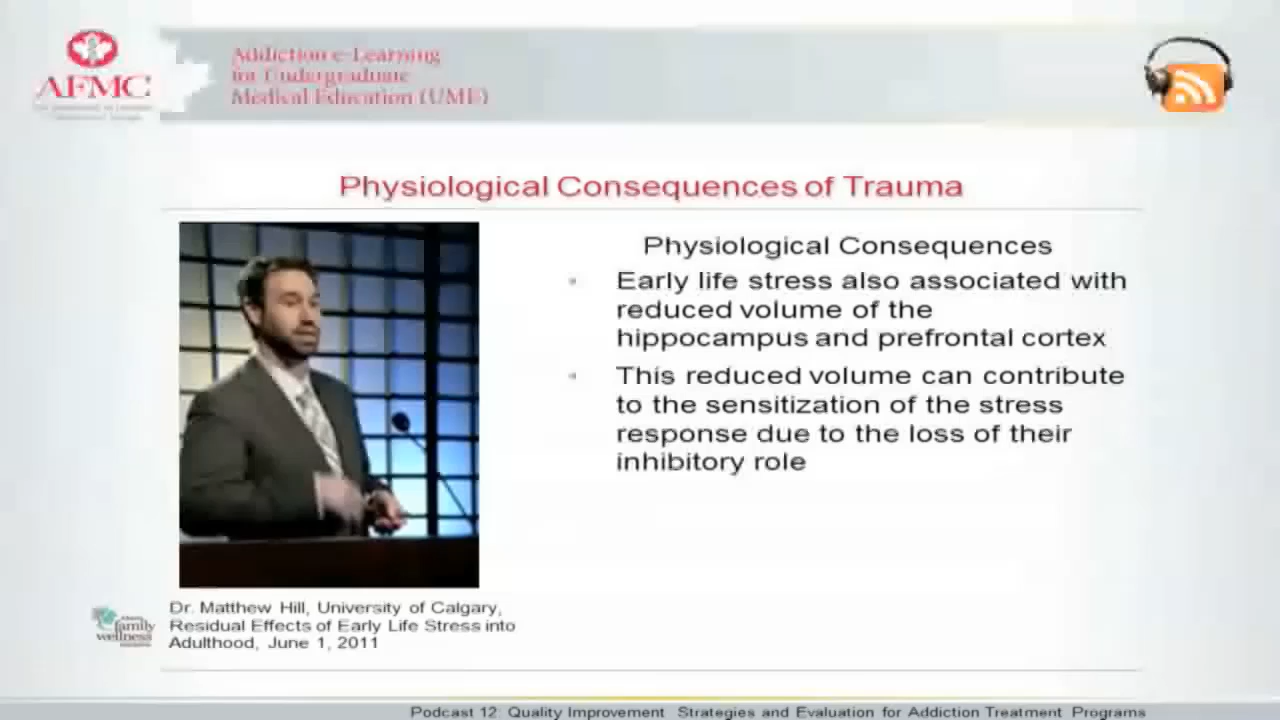 AFMC
Addiction e-Learning
for Undergraduate
Medical Education (UME)
Physiological Consequences of Trauma
Physiological Consequences
• Early life stress also associated with
reduced volume of the
hippocampus and prefrontal cortex
• This reduced volume can contribute
to the sensitization of the stress
response due to the loss of their
inhibitory role
family
wellness
Dr. Matthew Hill, University of Calgary,
Residual Effects of Early Life Stress into
Adulthood, June 1, 2011
Podcast 12: Quality Improvement Strategies and Evaluation for Addiction Treatment Programs